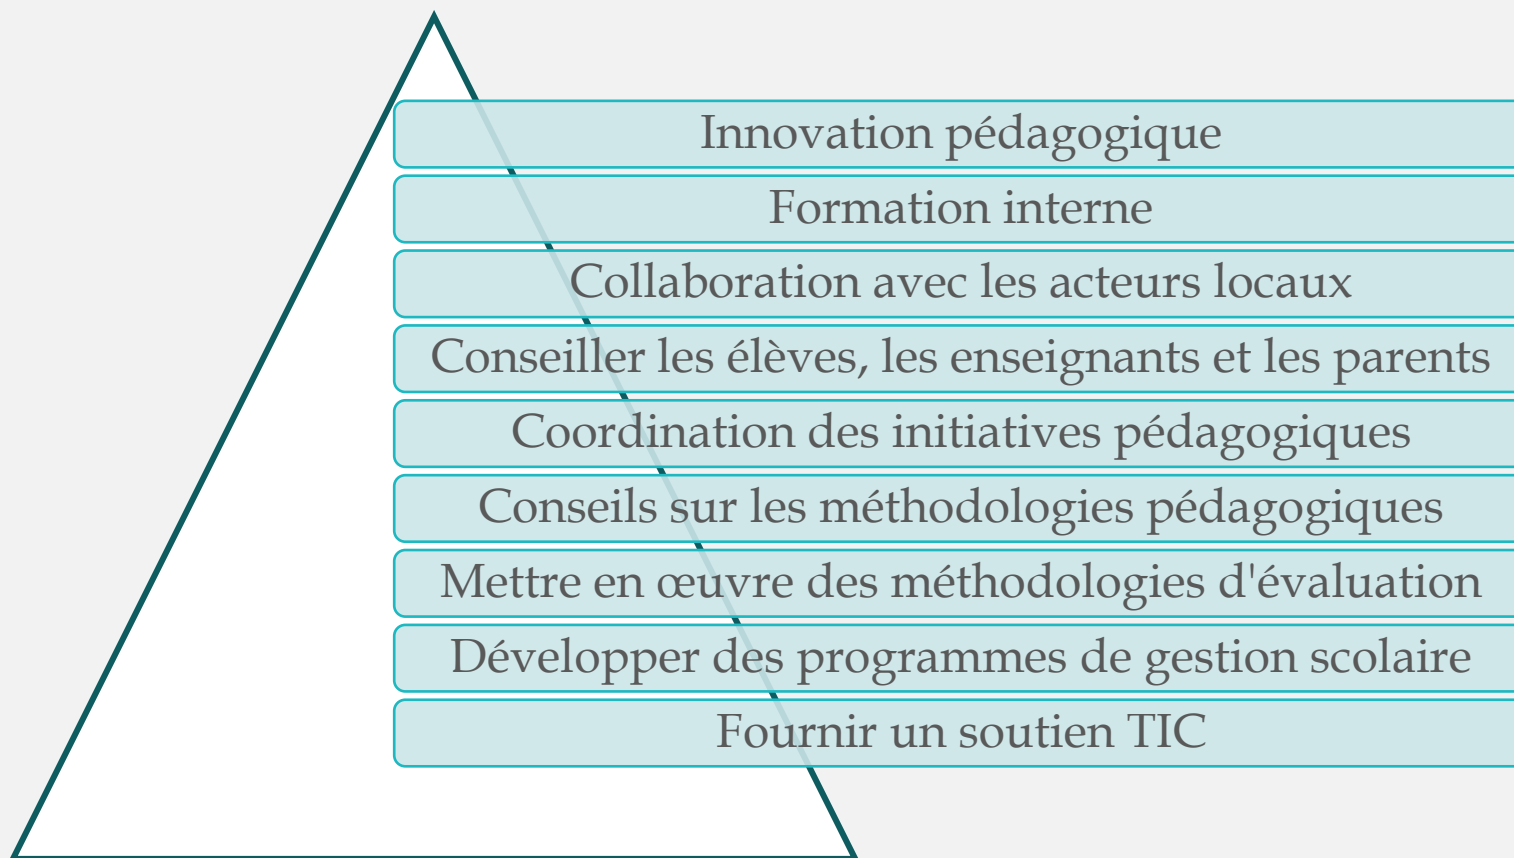 Innovation pédagogique
Formation interne
Collaboration avec les acteurs locaux
Conseiller les élèves, les enseignants et les parents
Coordination des initiatives pédagogiques
Conseils sur les méthodologies pédagogiques
Mettre en œuvre des méthodologies d'évaluation
Développer des programmes de gestion scolaire
Fournir un soutien TIC